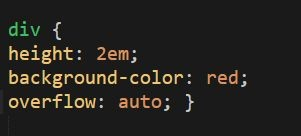 div {
height: 2em;
background-color: red;
overflow: auto; }